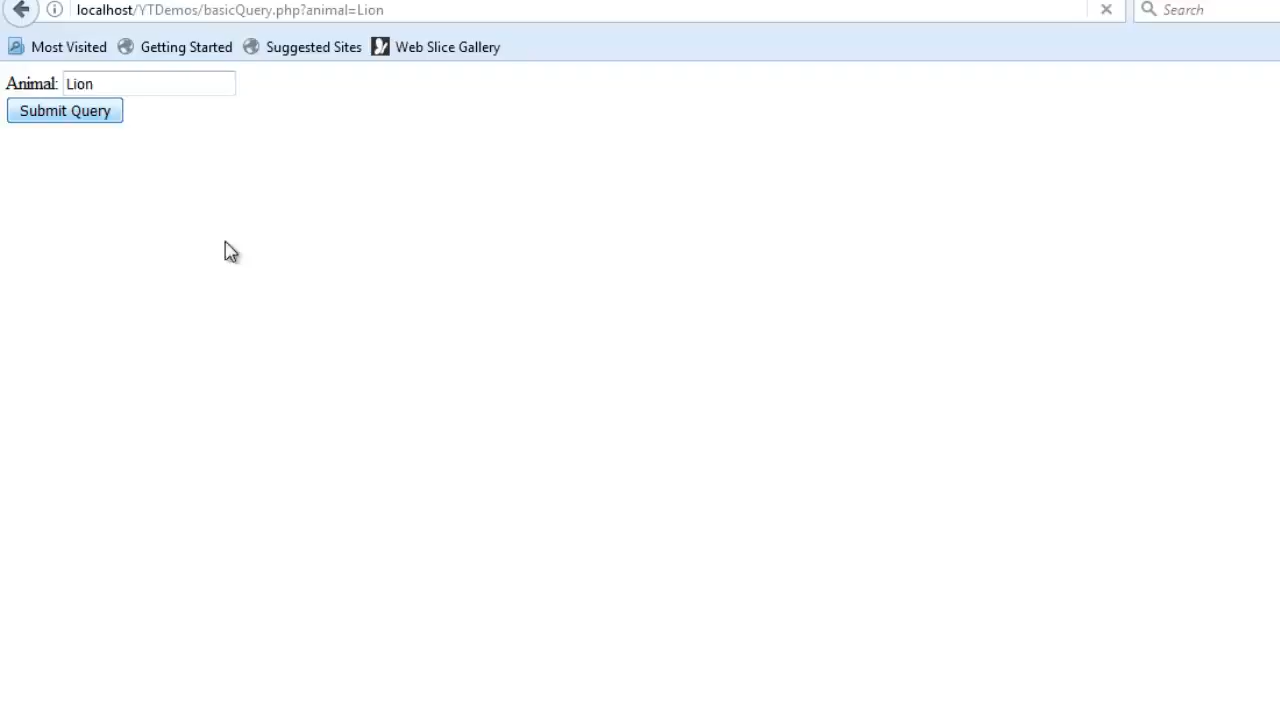 localhost/YTDemos/basicQuery.php?animal=Lion
Search
Most Visited Getting Started Suggested Sites Web Slice Gallery
Animal: Lion
Submit Query